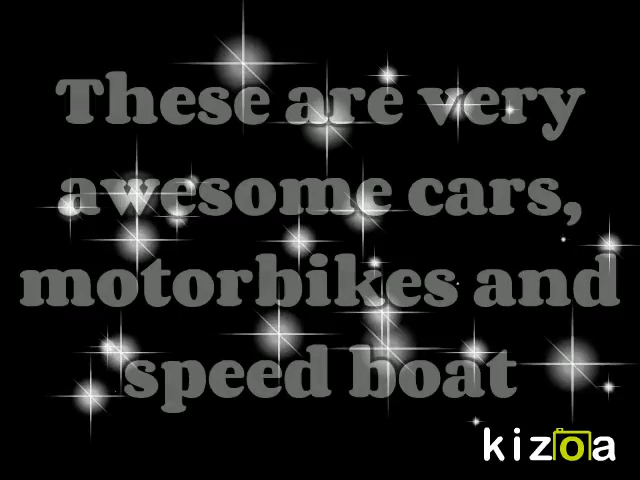 These are very
awesome cars,
motorbikes and
speed boat
kizoa